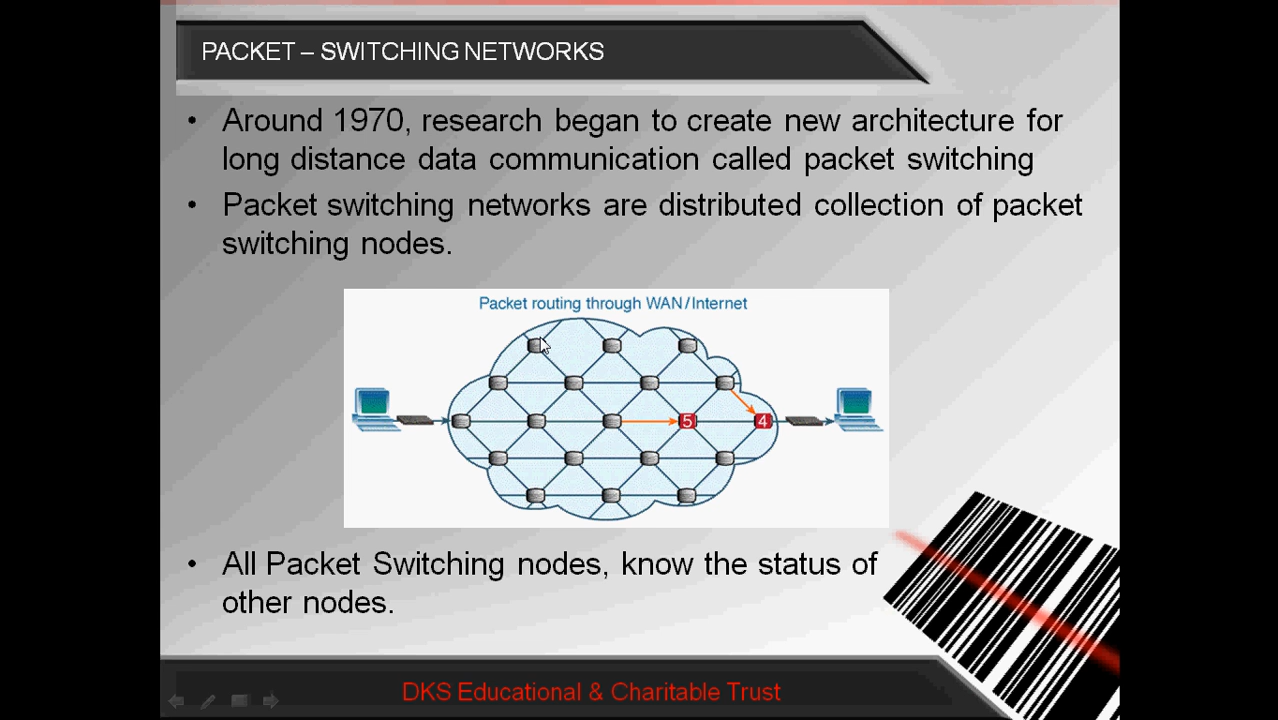 PACKET – SWITCHING NETWORKS
• Around 1970, research began to create new architecture for
long distance data communication called packet switching
• Packet switching networks are distributed collection of packet
switching nodes.
Packet routing through WAN/Internet
5
4
• All Packet Switching nodes, know the status of
other nodes.
DKS Educational & Charitable Trust